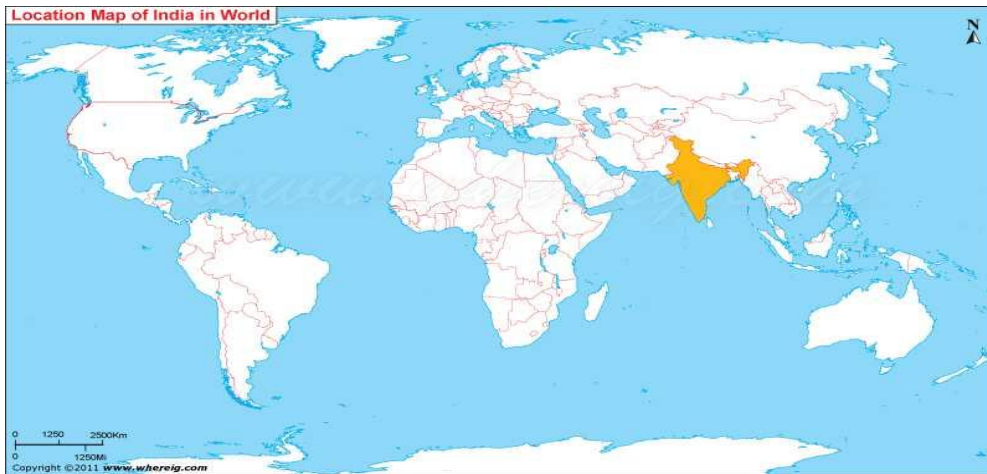 Location Map of India in World
N
0 1250 2500Km
0 1250Mi
Copyright ©2011 www.whereig.com